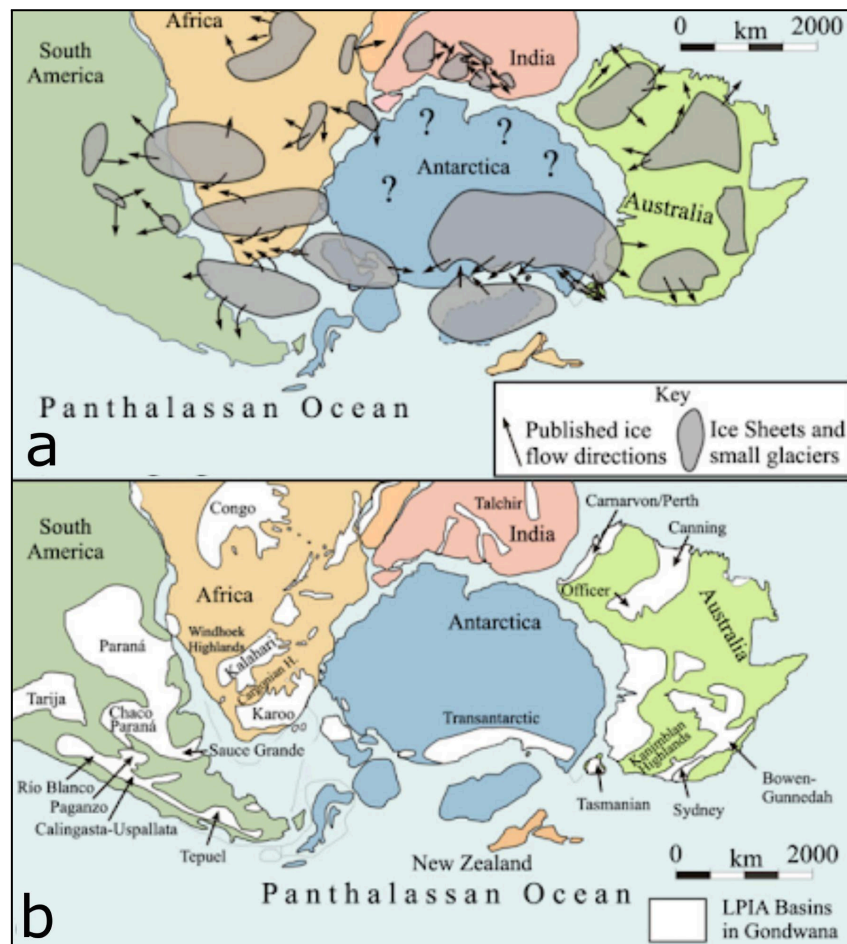 Africa
South
America
India
0 km 2000
?
?
?
?
Antarctica
Australia
Panthalassan Ocean
a
Key
Published ice
flow directions
Ice Sheets and
small glaciers
South
America
Congo
Talchir
India
Carnarvon/Perth
Canning
Officer
Africa
Antarctica
Australia
Windhoek
Highlands
Kalahari
Cargonian H.
Karoo
Paraná
Tarija
Chaco
Paraná
Sauce Grande
Río Blanco
Paganzo
Calingasta-Uspallata
Tepuel
Transantarctic
Kanimblan
Highlands
Tasmanian
Sydney
Bowen-
Gunnedah
New Zealand
0 km 2000
Panthalassan Ocean
b
LPIA Basins
in Gondwana